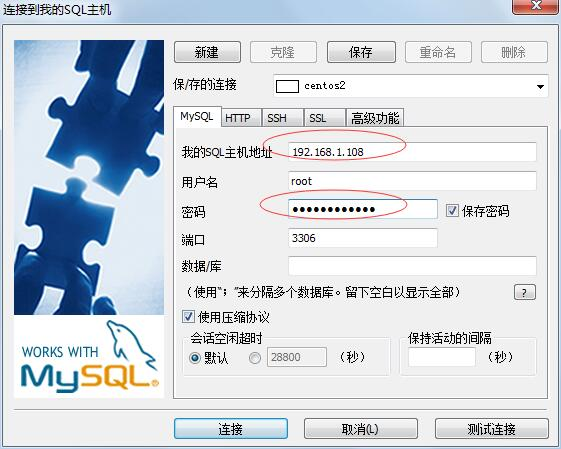 连接到我的SQL主机
新建 克隆 保存 重命名 删除
保/存的连接 centos2
MySQL HTTP SSH SSL 高级功能
我的SQL主机地址 192.168.1.108
用户名 root
密码 ●●●●●●●●●●●● 保存密码
端口 3306
数据/库
（使用“；”来分隔多个数据库。留下空白以显示全部） ?
使用压缩协议
会话空闲超时 保持活动的间隔
默认 28800 （秒） （秒）
WORKS WITH
MySQL®
连接 取消(L) 测试连接